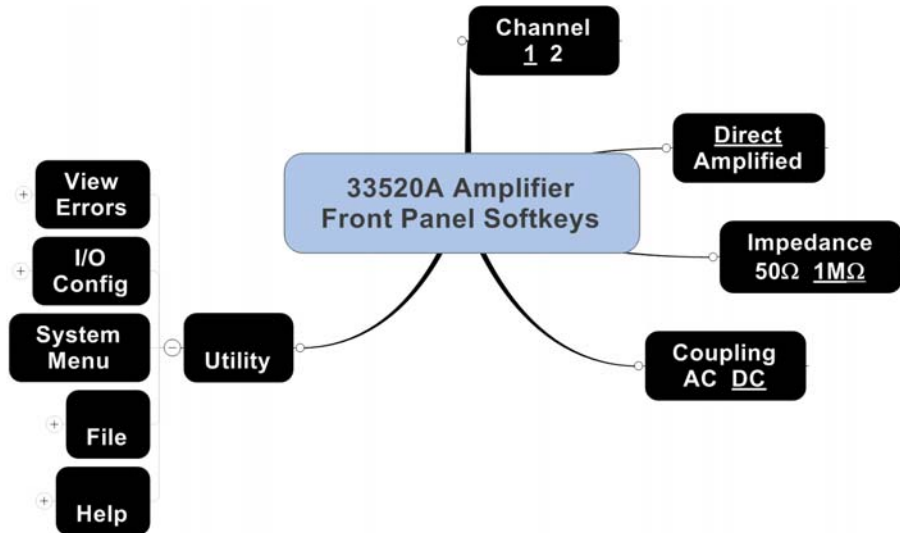 Channel
1 2
Direct
Amplified
33520A Amplifier
Front Panel Softkeys
Impedance
50Ω 1MΩ
Coupling
AC DC
Utility
View
Errors
I/O
Config
System
Menu
File
Help